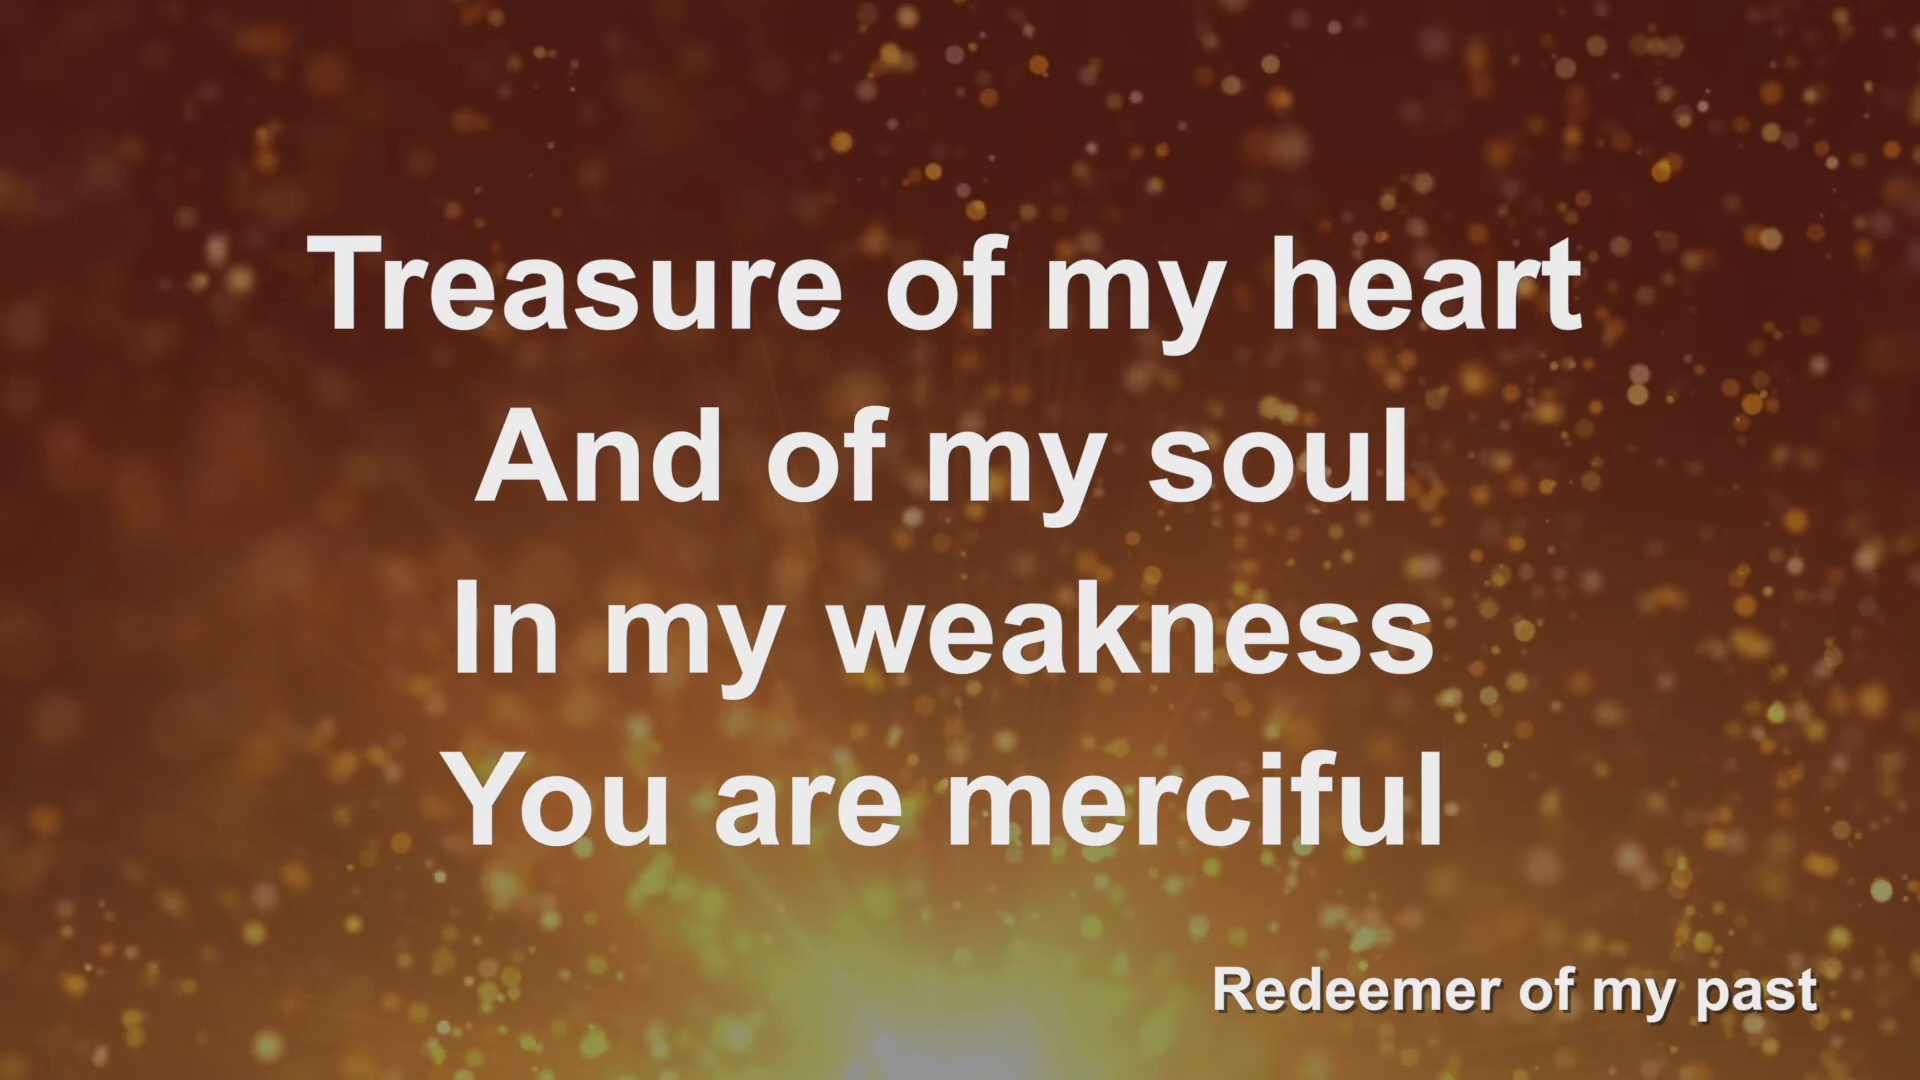 Treasure of my heart
And of my soul
In my weakness
You are merciful
Redeemer of my past